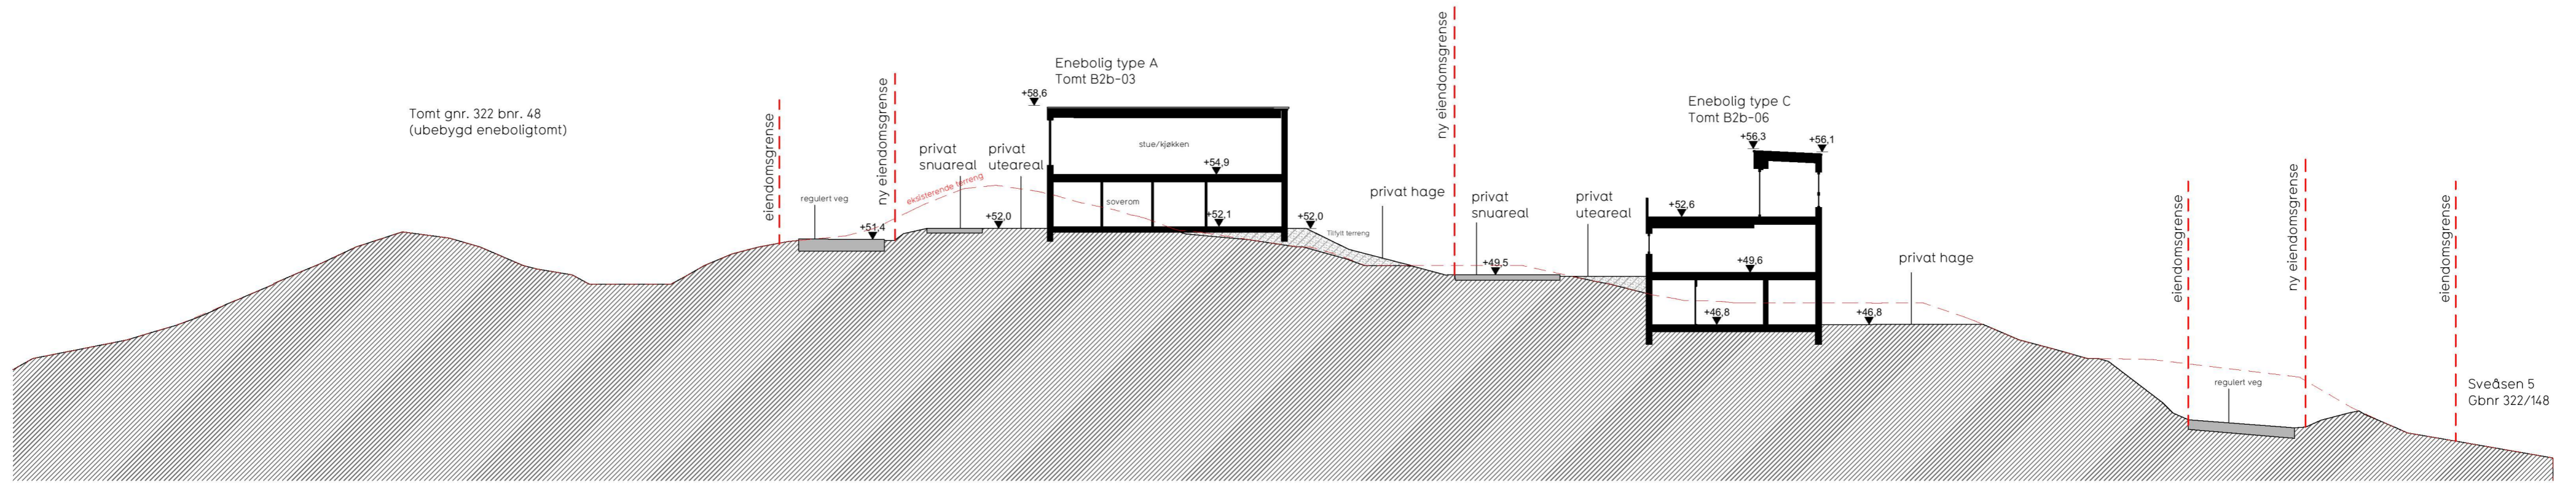 Tomt gnr. 322 bnr. 48
(ubebygd eneboligtomt)
eiendomsgrense
regulert veg
+51,4
ny eiendomsgrense
eksisterende terreng
privat
snuareal
privat
uteareal
+52,0
Enebolig type A
Tomt B2b-03
+58,6
stue/kjøkken
+54,9
soverom
+52,1
+52,0
Tilfylt terreng
privat hage
ny eiendomsgrense
privat
snuareal
+49,5
privat
uteareal
Enebolig type C
Tomt B2b-06
+56,3
+56,1
+52,6
+49,6
+46,8
+46,8
privat hage
eiendomsgrense
regulert veg
ny eiendomsgrense
eiendomsgrense
Sveåsen 5
Gbnr 322/148